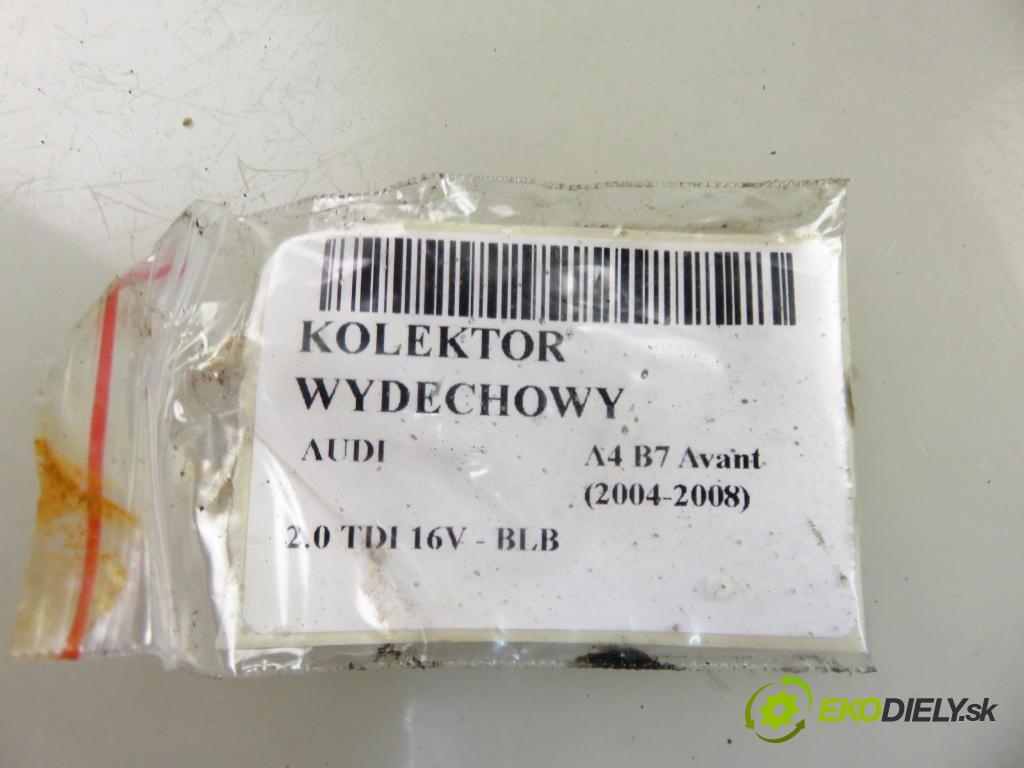 KOLEKTOR
WYDECHOWY
AUDI A4 B7 Avant
(2004-2008)
2.0 TDI 16V - BLB
EKODIELY.sk